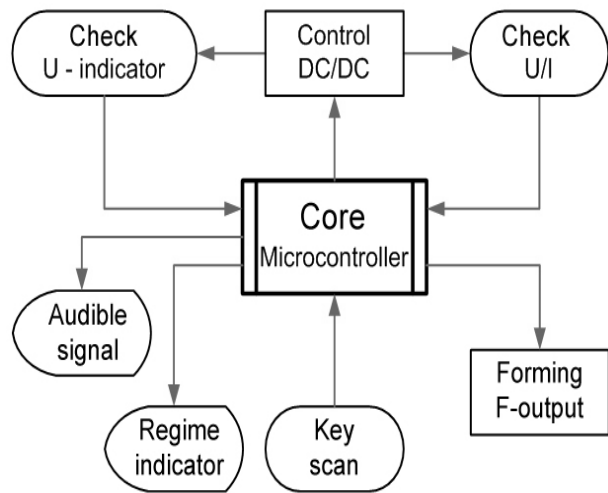 Check
U - indicator
Control
DC/DC
Check
U/I
Core
Microcontroller
Audible
signal
Regime
indicator
Key
scan
Forming
F-output